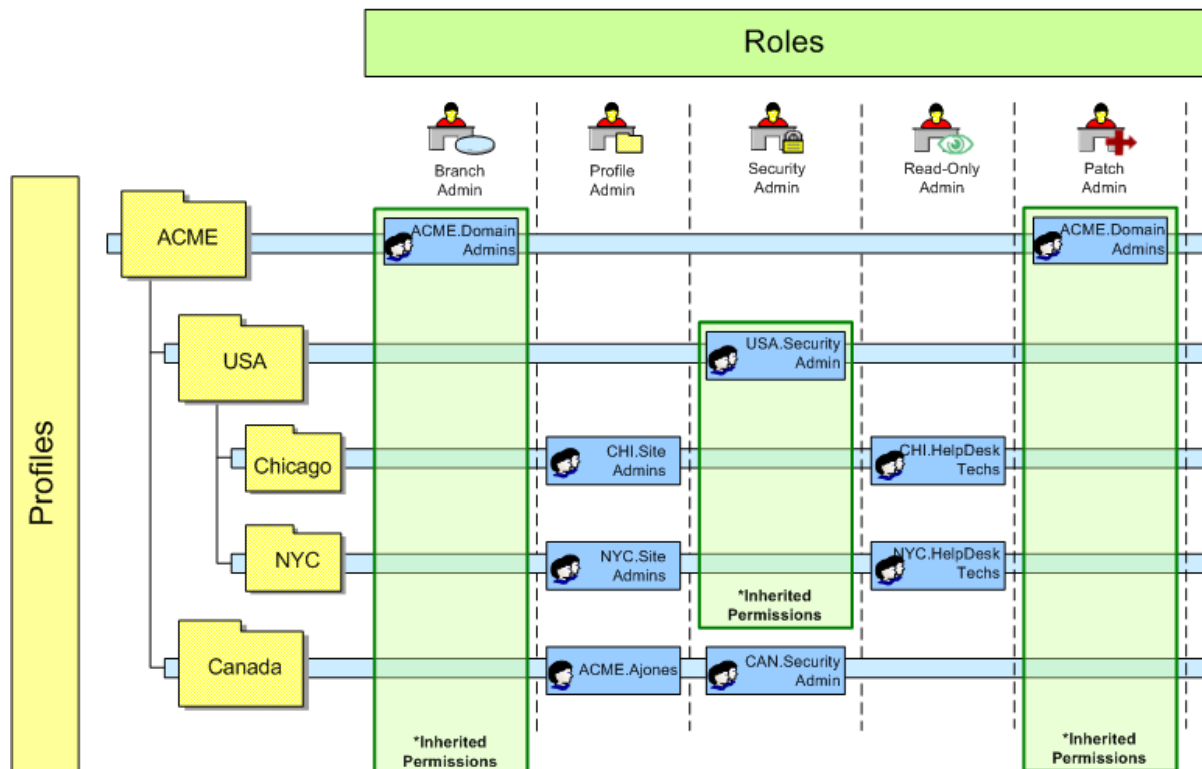 Roles
Branch
Admin
Profile
Admin
Security
Admin
Read-Only
Admin
Patch
Admin
Profiles
ACME
ACME.Domain
Admins
ACME.Domain
Admins
USA
USA.Security
Admin
Chicago
CHI.Site
Admins
CHI.HelpDesk
Techs
NYC
NYC.Site
Admins
NYC.HelpDesk
Techs
*Inherited
Permissions
Canada
ACME.Ajones
CAN.Security
Admin
*Inherited
Permissions
*Inherited
Permissions